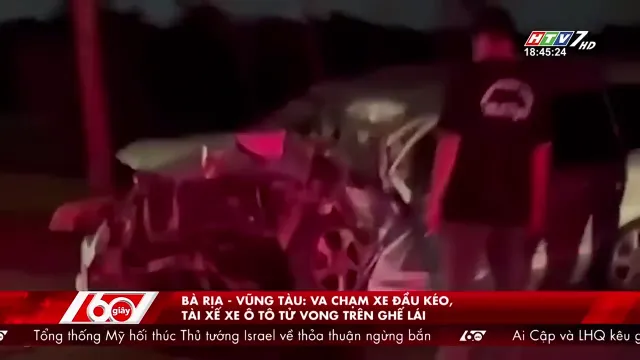 HTV7 HD
18:45:24
60 giây
BÀ RỊA - VŨNG TÀU: VA CHẠM XE ĐẦU KÉO,
TÀI XẾ XE Ô TÔ TỬ VONG TRÊN GHẾ LÁI
Tổng thống Mỹ hối thúc Thủ tướng Israel về thỏa thuận ngừng bắn 60s Ai Cập và LHQ kêu g